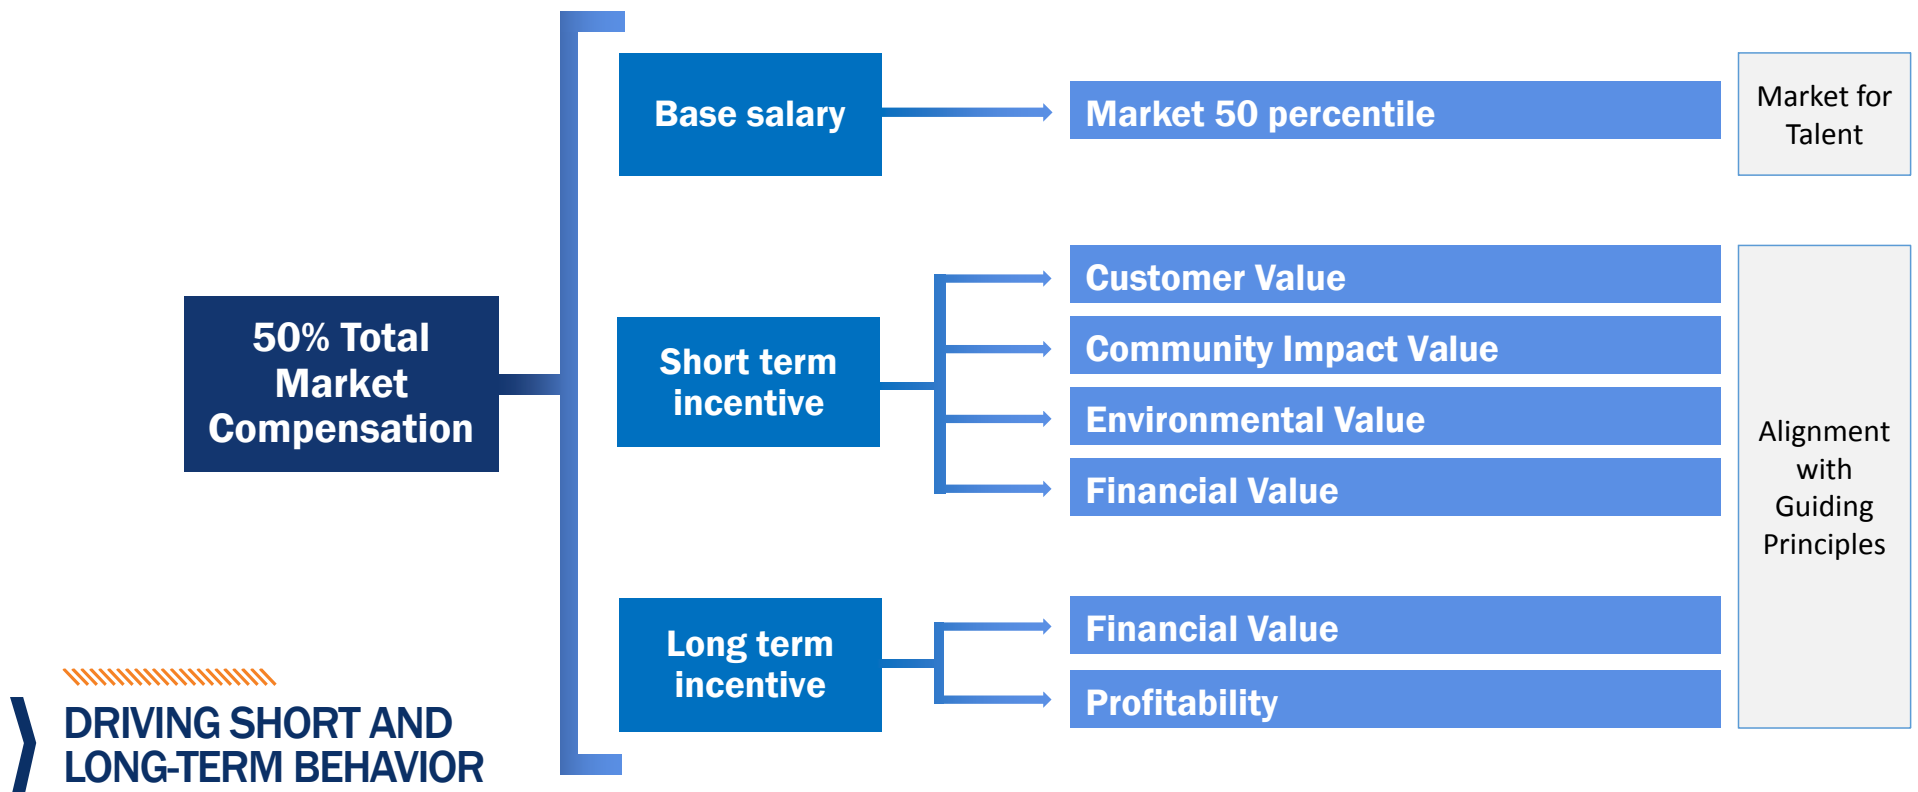 50% Total
Market
Compensation
Base salary
Market 50 percentile
Market for
Talent
Short term
incentive
Customer Value
Community Impact Value
Environmental Value
Financial Value
Long term
incentive
Financial Value
Profitability
Alignment
with
Guiding
Principles
DRIVING SHORT AND
LONG-TERM BEHAVIOR